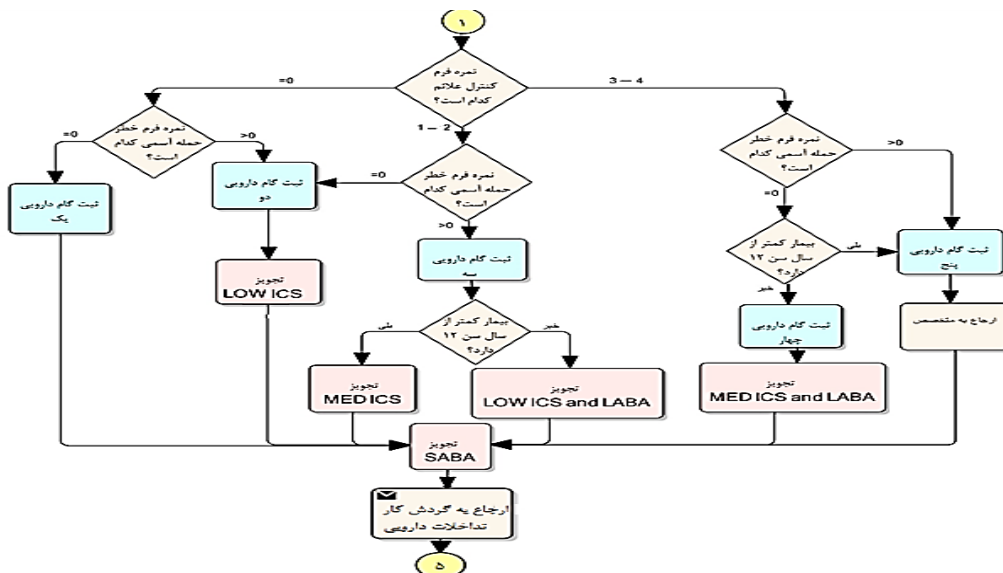 ۱
نمره فرم
کنترل علائم
کدام است؟
=0
3 – 4
1 – 2
نمره فرم خطر
حمله آسمی کدام
است؟
=0
>0
نمره فرم خطر
حمله آسمی کدام
است؟
=0
>0
نمره فرم خطر
حمله آسمی کدام
است؟
>0
=0
ثبت گام دارویی
یک
ثبت گام دارویی
دو
تجویز
LOW ICS
ثبت گام دارویی
سه
بیمار کمتر از
سال سن ۱۲
دارد؟
بلی
خیر
تجویز
MED ICS
تجویز
LOW ICS and LABA
بیمار کمتر از
سال سن ۱۲
دارد؟
بلی
خیر
ثبت گام دارویی
پنج
ارجاع به متخصص
ثبت گام دارویی
چهار
تجویز
MED ICS and LABA
تجویز
SABA
ارجاع به گردش کار
تداخلات دارویی
۵